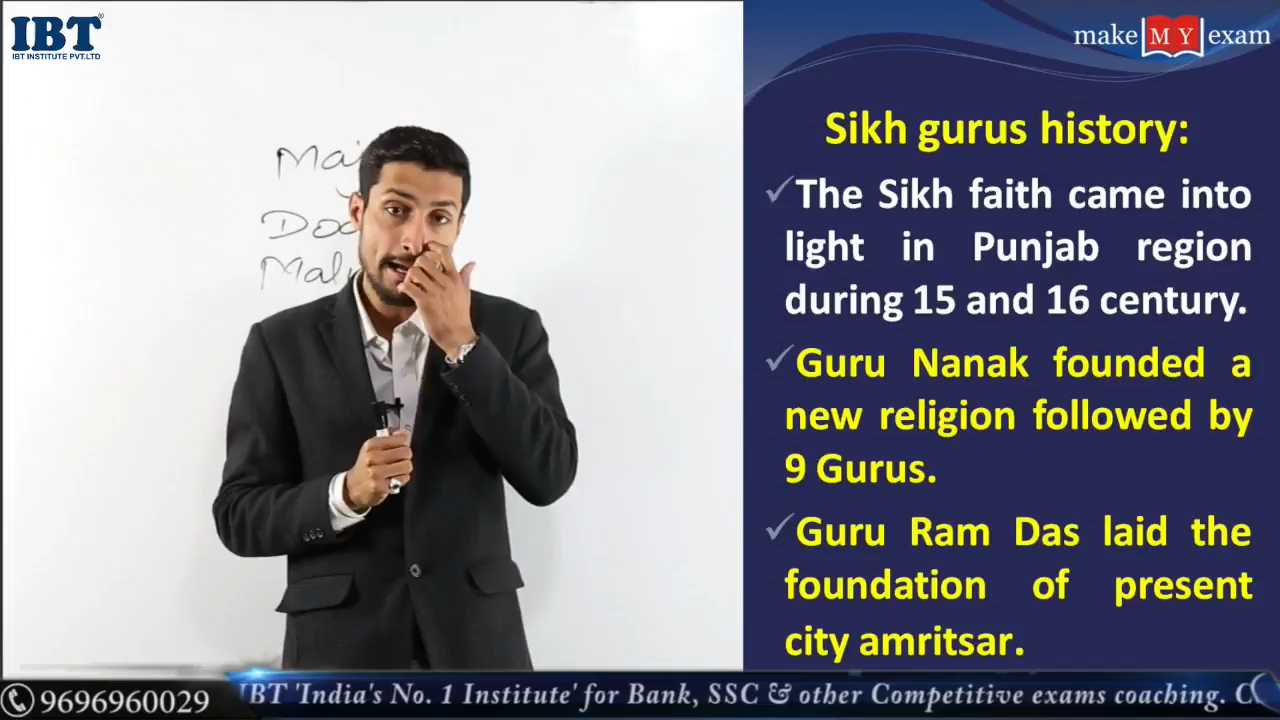 IBT
IBT INSTITUTE PVT.LTD
make MY exam
Sikh gurus history:
The Sikh faith came into
light in Punjab region
during 15 and 16 century.
Guru Nanak founded a
new religion followed by
9 Gurus.
Guru Ram Das laid the
foundation of present
city amritsar.
9696960029
IBT 'India's No. 1 Institute' for Bank, SSC & other Competitive exams coaching.